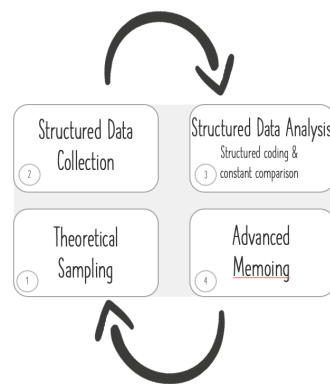 Structured Data
Collection
2
Structured Data Analysis
Structured coding &
constant comparison
3
Theoretical
Sampling
1
Advanced
Memoing
4